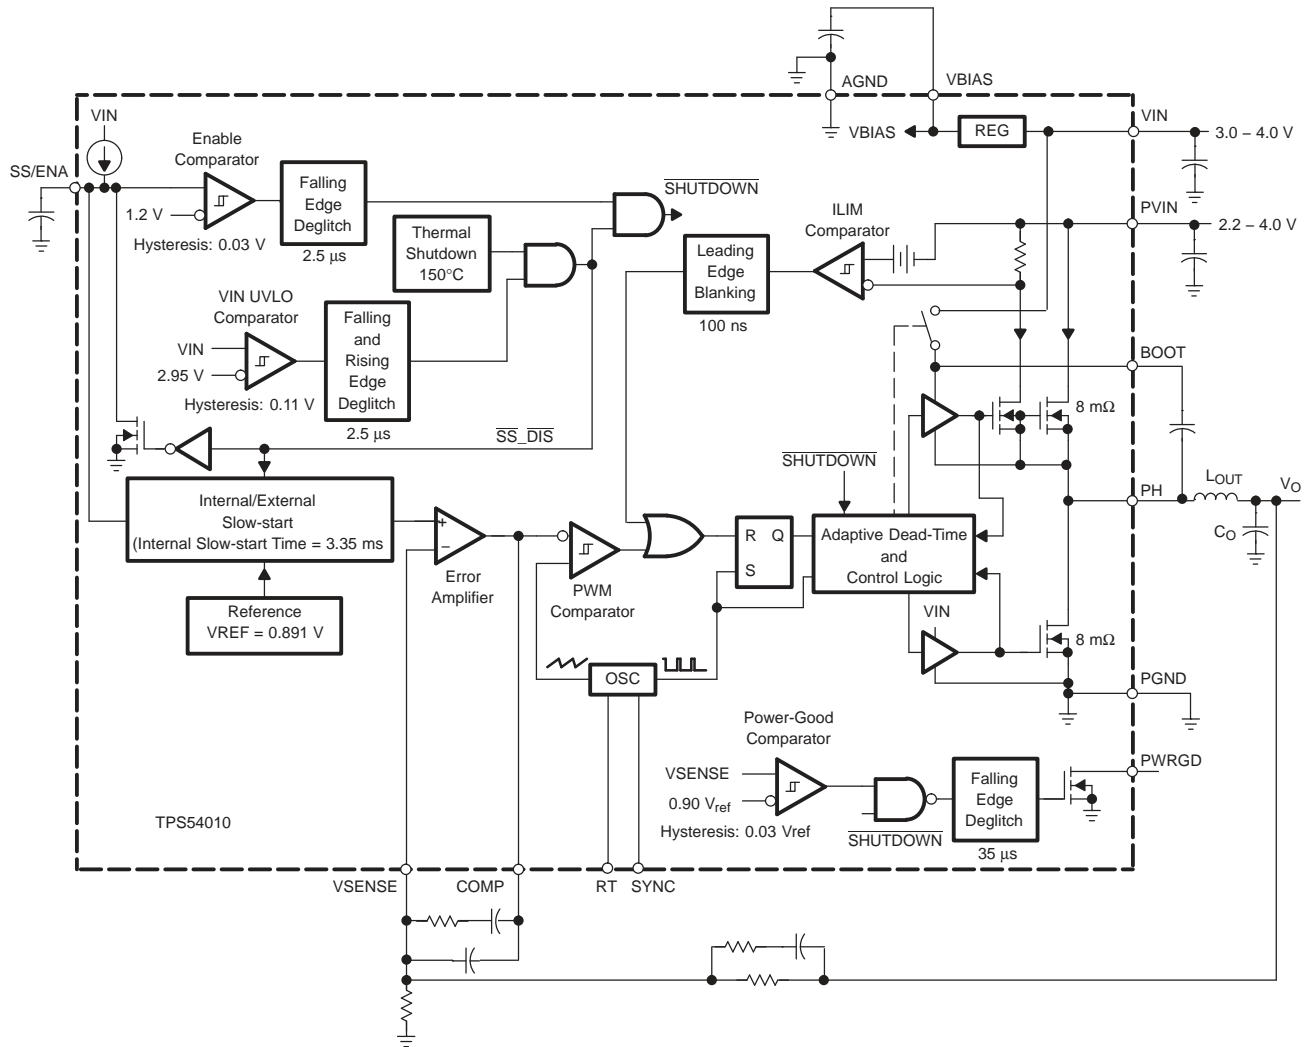 AGND
VBIAS
VIN
VIN
VBIAS
REG
3.0 – 4.0 V
Enable
Comparator
SS/ENA
1.2 V
Hysteresis: 0.03 V
Falling
Edge
Deglitch
2.5 μs
SHUTDOWN
Thermal
Shutdown
150°C
ILIM
Comparator
Leading
Edge
Blanking
100 ns
PVIN
2.2 – 4.0 V
VIN UVLO
Comparator
VIN
2.95 V
Hysteresis: 0.11 V
Falling
and
Rising
Edge
Deglitch
2.5 μs
BOOT
8 mΩ
SS_DIS
SHUTDOWN
Internal/External
Slow-start
(Internal Slow-start Time = 3.35 ms
Reference
VREF = 0.891 V
+
−
Error
Amplifier
PWM
Comparator
R Q
S
Adaptive Dead-Time
and
Control Logic
PH
LOUT
VO
CO
VIN
8 mΩ
OSC
PGND
Power-Good
Comparator
VSENSE
0.90 Vref
Hysteresis: 0.03 Vref
SHUTDOWN
Falling
Edge
Deglitch
35 μs
PWRGD
TPS54010
VSENSE
COMP
RT
SYNC